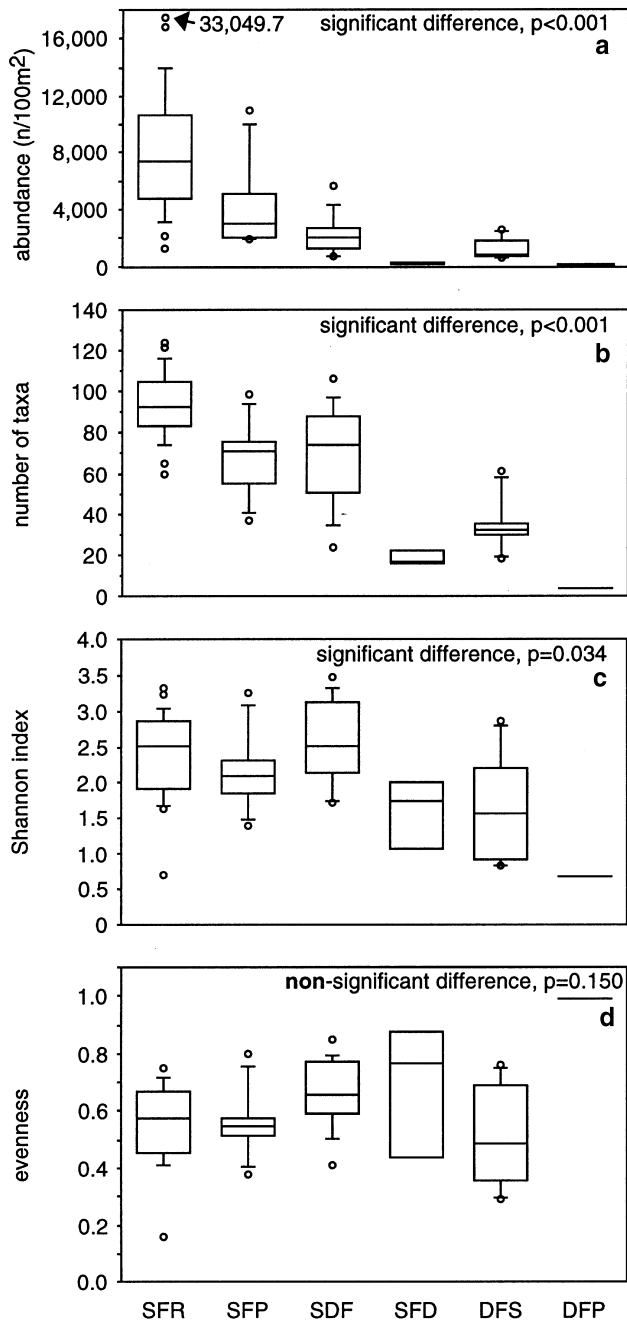 33,049.7 significant difference, p<0.001
a
16,000
12,000
8,000
4,000
0
abundance (n/100m²)
significant difference, p<0.001
b
140
120
100
80
60
40
20
0
number of taxa
significant difference, p=0.034
c
4.0
3.5
3.0
2.5
2.0
1.5
1.0
0.5
0
Shannon index
non-significant difference, p=0.150
d
1.0
0.8
0.6
0.4
0.2
0.0
evenness
SFR SFP SDF SFD DFS DFP